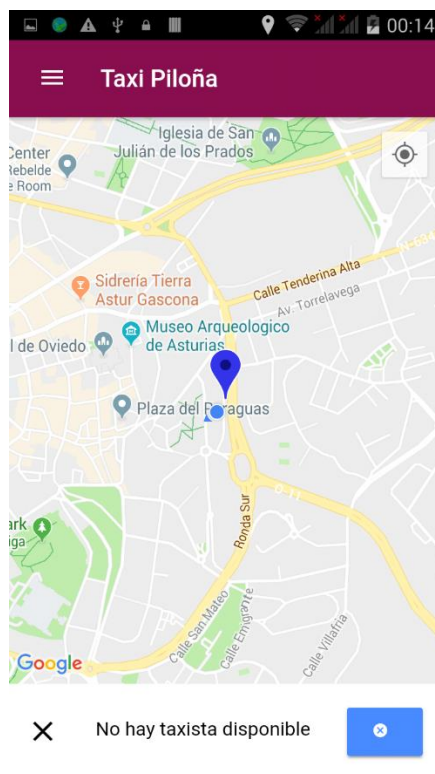 00:14
Taxi Piloña
Iglesia de San
Julián de los Prados
Center
Rebelde
e Room
Calle Tenderina Alta
N-634
Av. Torrelavega
Sidrería Tierra
Astur Gascona
Museo Arqueologico
de Asturias
l de Oviedo
Plaza del Paraguas
O-11
Ronda Sur
ark
iga
Calle San Mateo
Calle Emigrante
Calle Villafría
Google
No hay taxista disponible